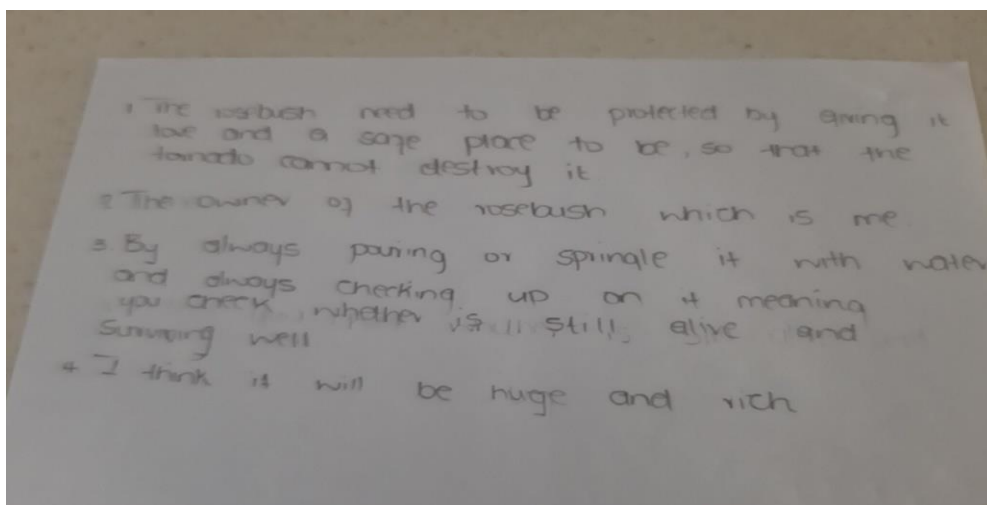 1 The rosbush need to be protected by giving it
love and a safe place to be, so that the
tornado cannot destroy it
2 The owner of the rosebush which is me
3 By always pouring or springle it with water
and always checking up on it meaning
you check, whether is still alive and
surviving well
4 I think it will be huge and rich